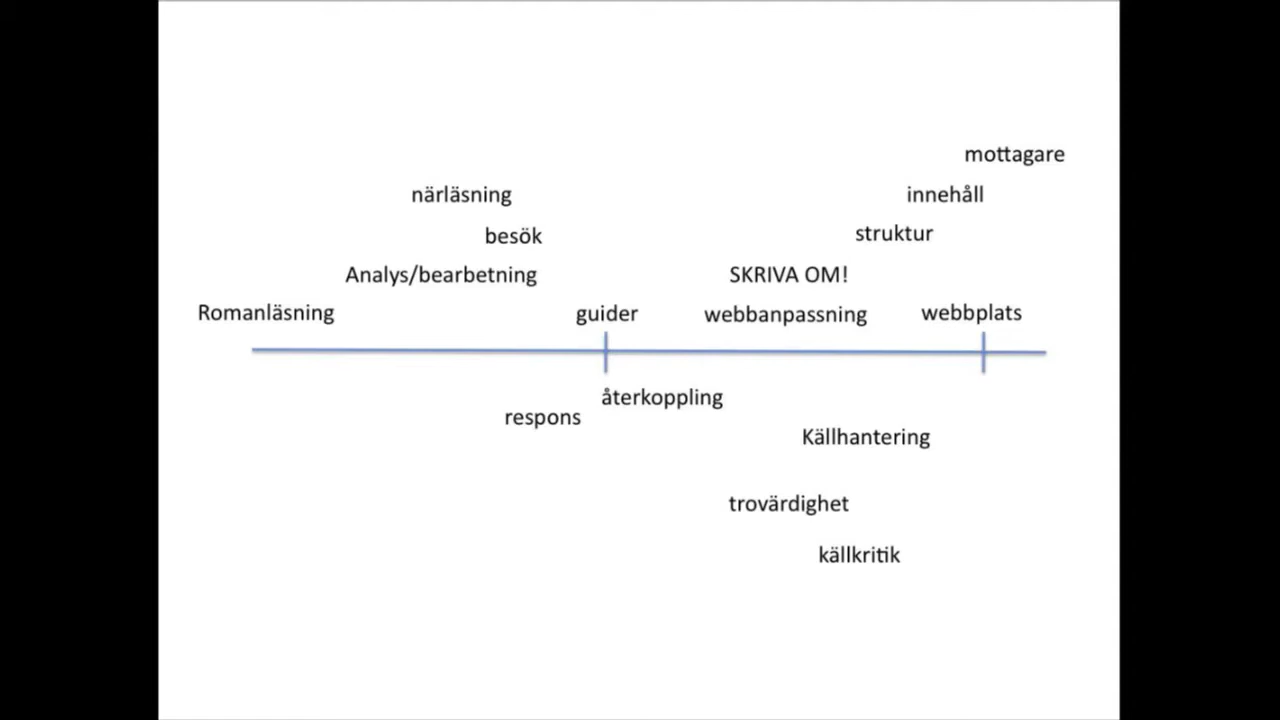 mottagare
närläsning
innehåll
besök
struktur
Analys/bearbetning
SKRIVA OM!
Romanläsning
guider
webbanpassning
webbplats
återkoppling
respons
Källhantering
trovärdighet
källkritik